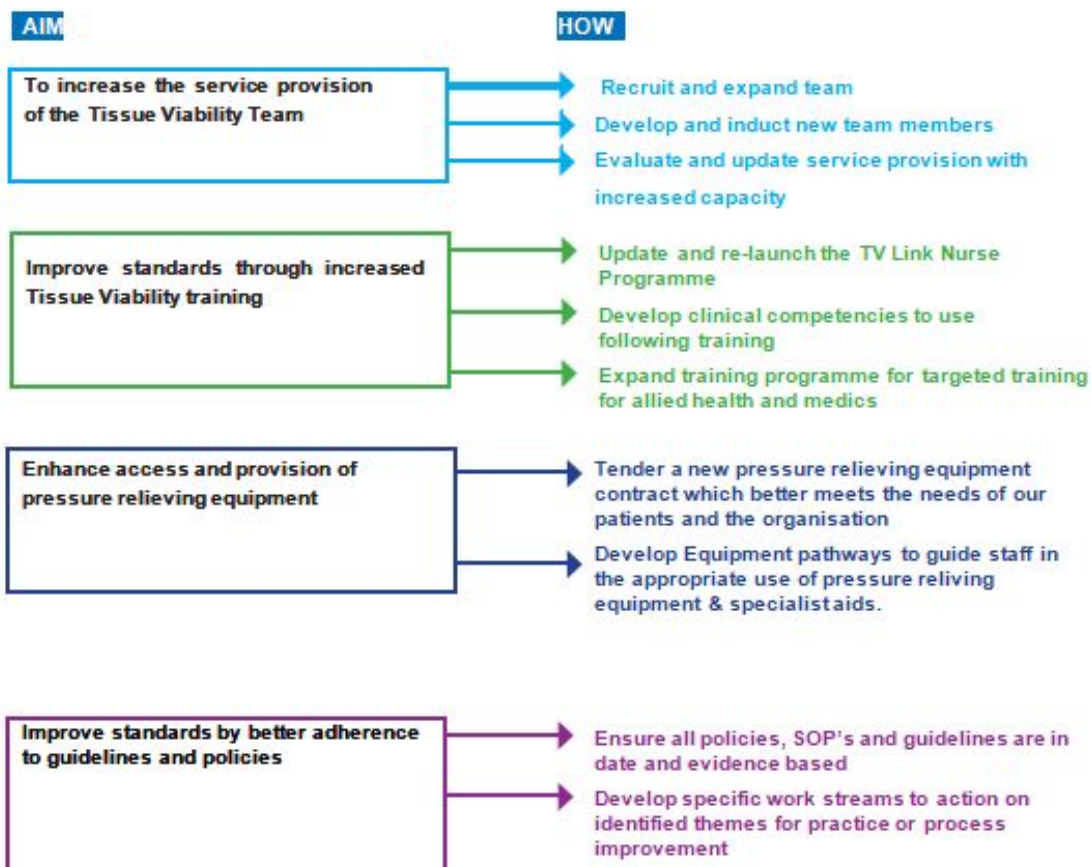 AIM
HOW
To increase the service provision
of the Tissue Viability Team
Recruit and expand team
Develop and induct new team members
Evaluate and update service provision with
increased capacity
Improve standards through increased
Tissue Viability training
Update and re-launch the TV Link Nurse
Programme
Develop clinical competencies to use
following training
Expand training programme for targeted training
for allied health and medics
Enhance access and provision of
pressure relieving equipment
Tender a new pressure relieving equipment
contract which better meets the needs of our
patients and the organisation
Develop Equipment pathways to guide staff in
the appropriate use of pressure reliving
equipment & specialist aids.
Improve standards by better adherence
to guidelines and policies
Ensure all policies, SOP's and guidelines are in
date and evidence based
Develop specific work streams to action on
identified themes for practice or process
improvement